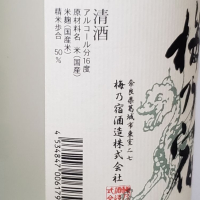 梅乃宿
奈良県葛城市東室二七
梅乃宿酒造株式会社
清酒
アルコール分16度
原材料名 米(国産)
米麹(国産米)
精米歩合 50%